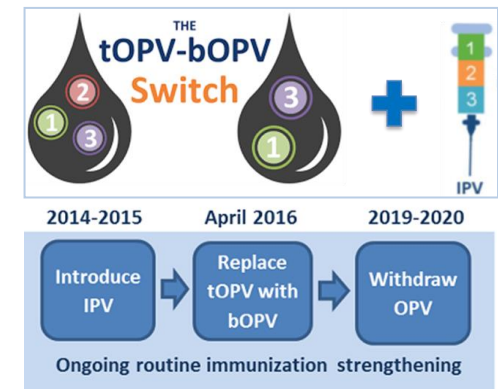 THE
tOPV-bOPV
Switch
2
1
3
3
1
1
2
3
IPV
2014-2015
April 2016
2019-2020
Introduce
IPV
Replace
tOPV with
bOPV
Withdraw
OPV
Ongoing routine immunization strengthening